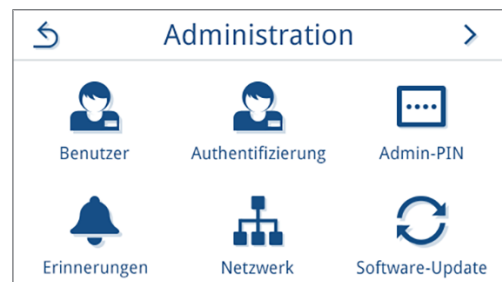 Administration
Benutzer
Authentifizierung
Admin-PIN
Erinnerungen
Netzwerk
Software-Update